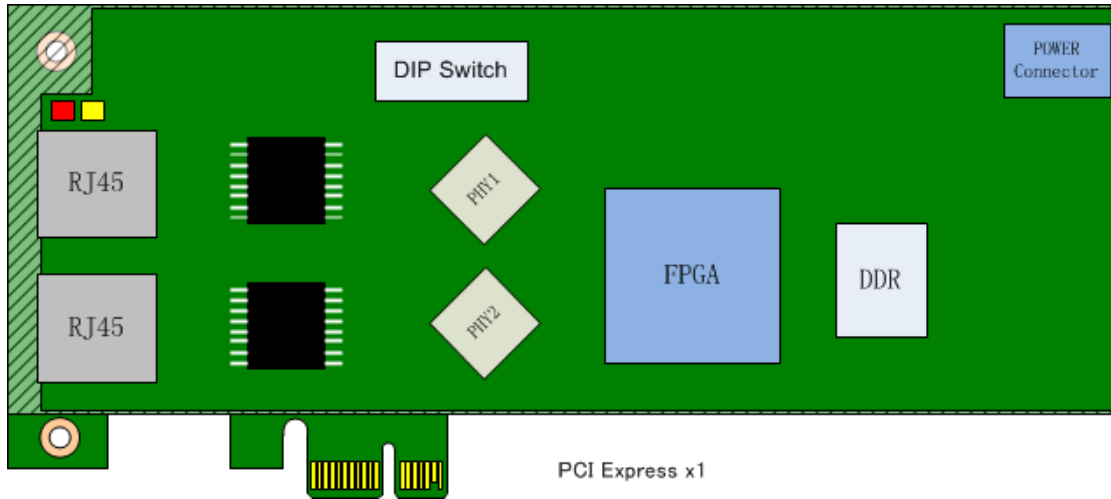 DIP Switch
POWER
Connector
RJ45
PHY1
FPGA
DDR
RJ45
PHY2
PCI Express x1